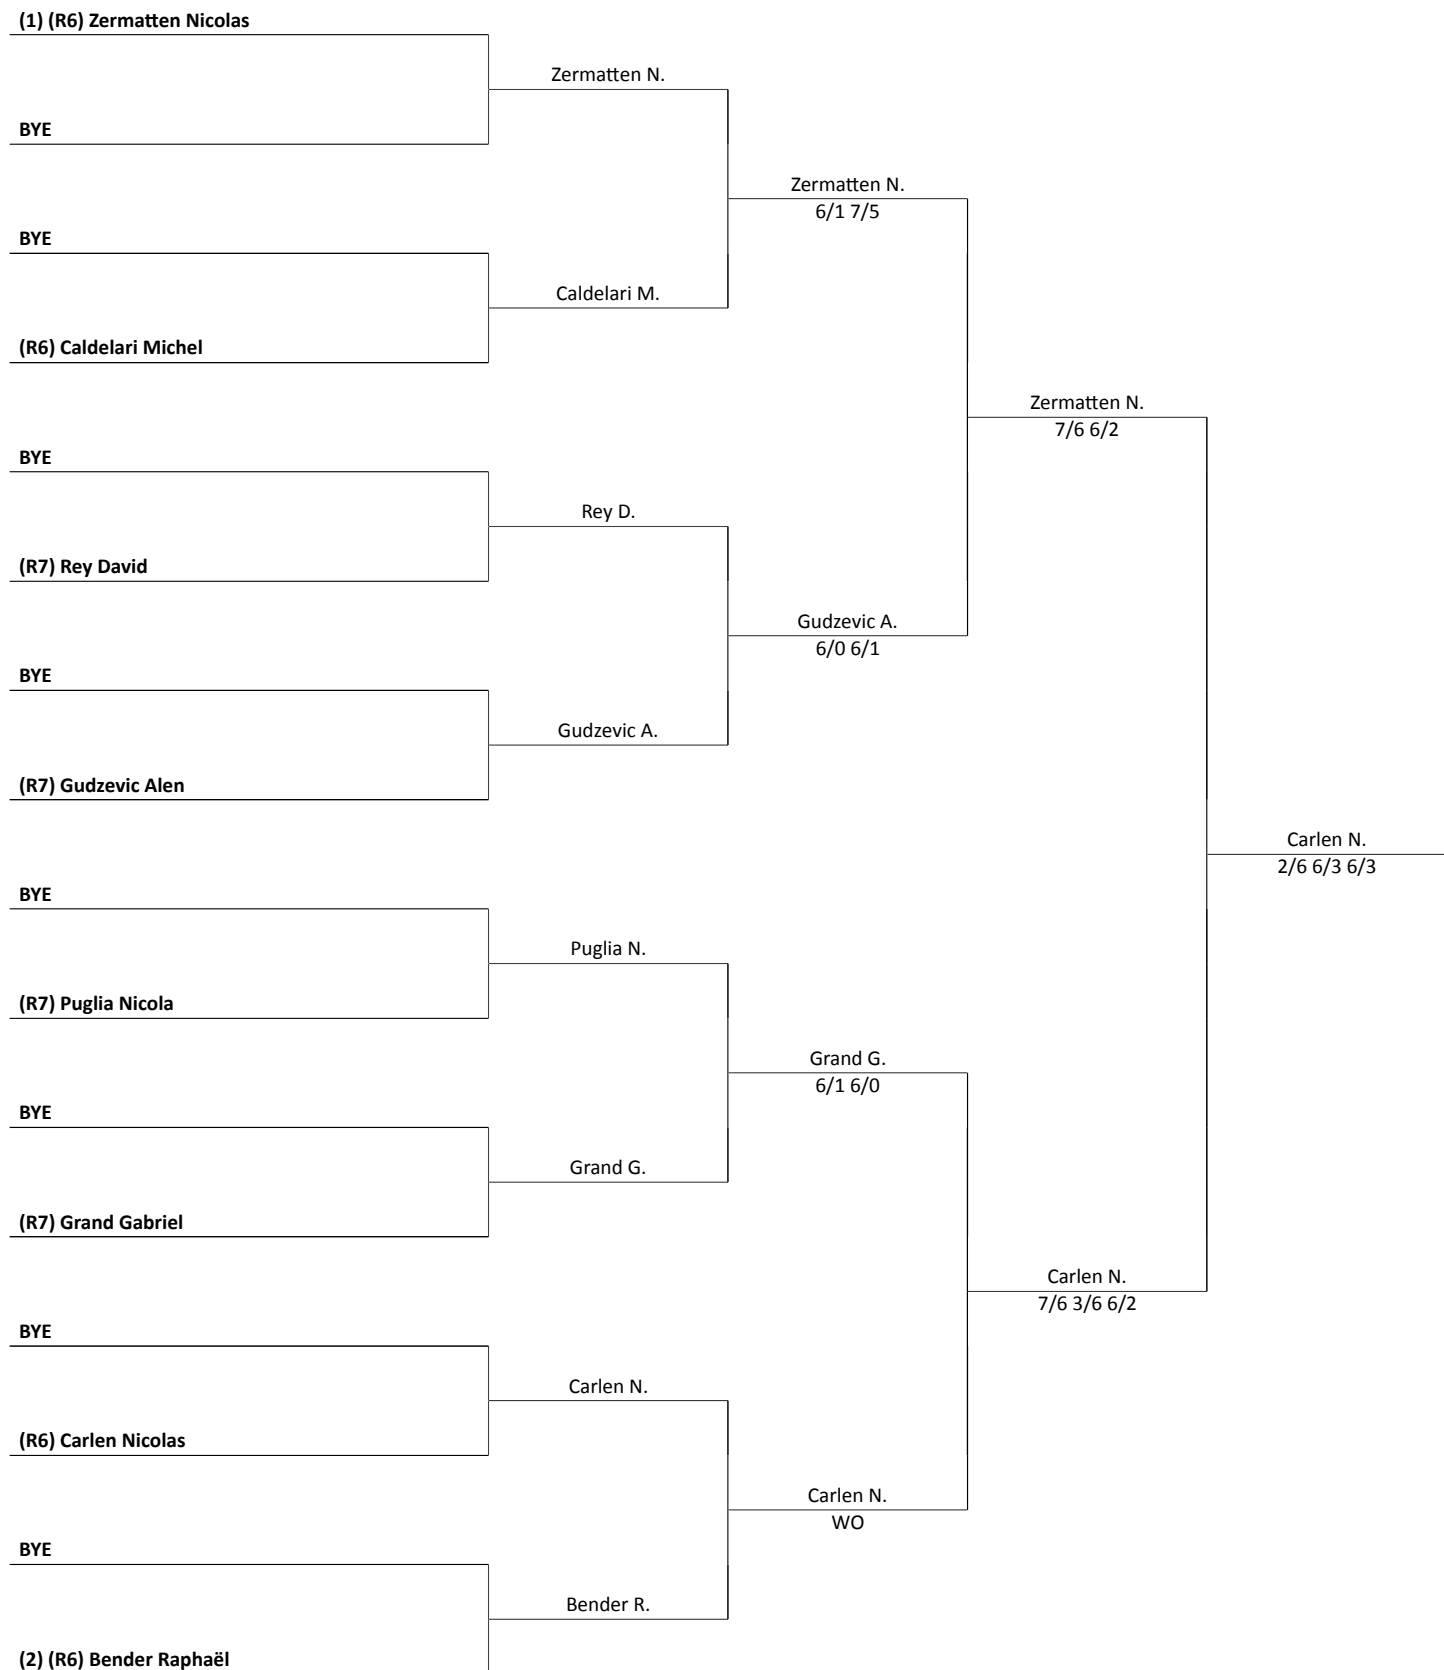 (1) (R6) Zermatten Nicolas
Zermatten N.
BYE
Zermatten N.
6/1 7/5
BYE
Caldelari M.
(R6) Caldelari Michel
Zermatten N.
7/6 6/2
BYE
Rey D.
(R7) Rey David
Gudzevic A.
6/0 6/1
BYE
Gudzevic A.
(R7) Gudzevic Alen
Carlen N.
2/6 6/3 6/3
BYE
Puglia N.
(R7) Puglia Nicola
Grand G.
6/1 6/0
BYE
Grand G.
(R7) Grand Gabriel
Carlen N.
7/6 3/6 6/2
BYE
Carlen N.
(R6) Carlen Nicolas
Carlen N.
WO
BYE
Bender R.
(2) (R6) Bender Raphaël